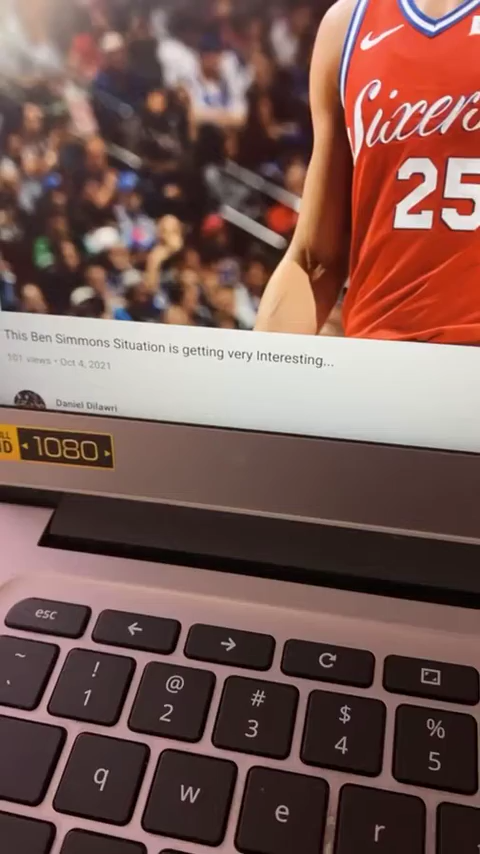 Sixers
25
This Ben Simmons Situation is getting very Interesting...
101 views • Oct 4, 2021
Daniel Dilawri
1080
esc
~
!
1
@
2
#
3
$
4
%
5
q
w
e
r